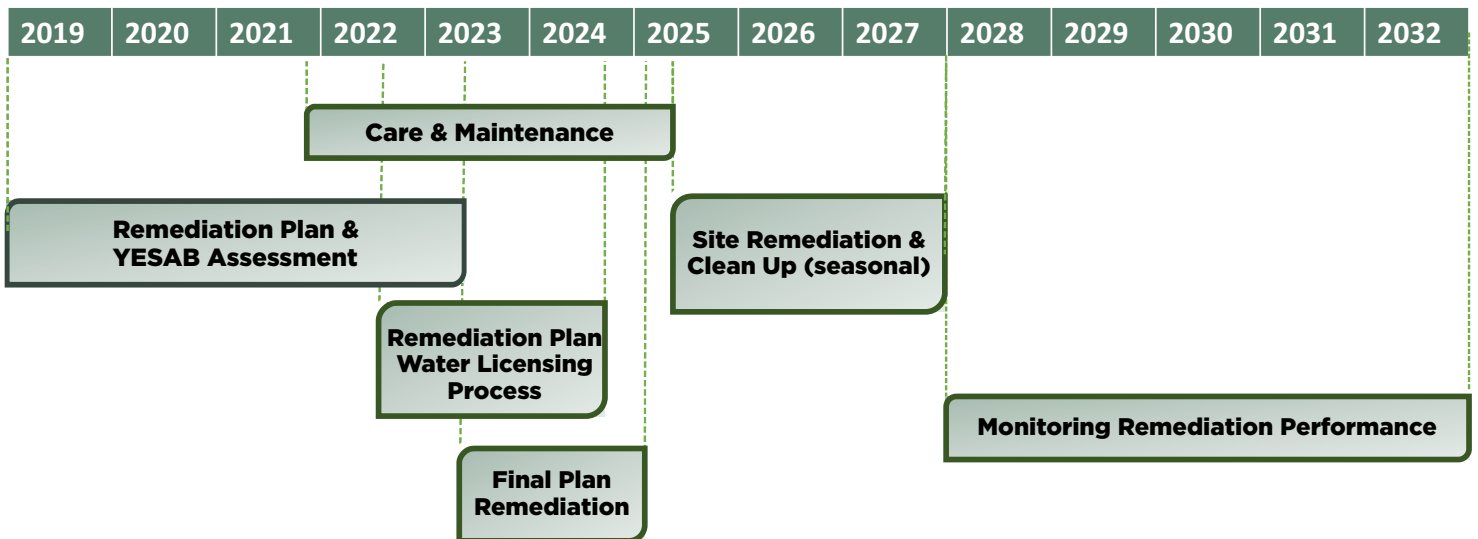 2019 2020 2021 2022 2023 2024 2025 2026 2027 2028 2029 2030 2031 2032
Care & Maintenance
Remediation Plan &
YESAB Assessment
Site Remediation &
Clean Up (seasonal)
Remediation Plan
Water Licensing
Process
Monitoring Remediation Performance
Final Plan
Remediation